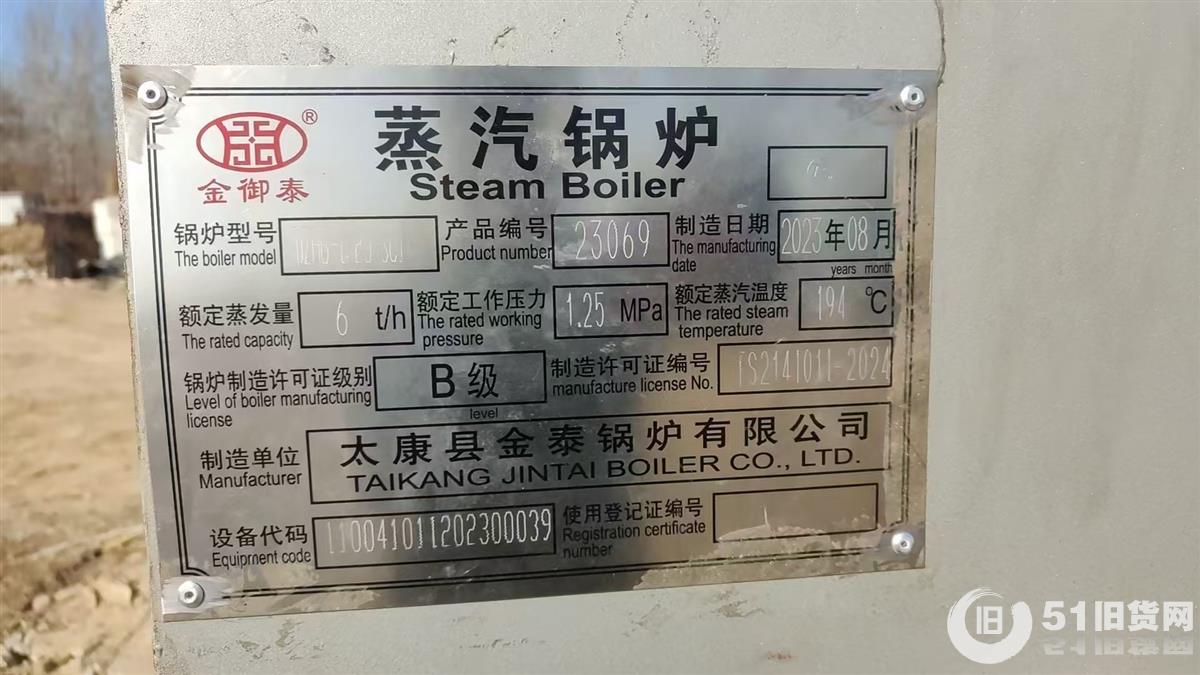 蒸汽锅炉
Steam Boiler
®
金御泰
锅炉型号
The boiler model
产品编号 23069
Product number
制造日期 2023年08月
The manufacturing date years month
额定蒸发量 6 t/h
The rated capacity
额定工作压力 1.25 MPa
The rated working pressure
额定蒸汽温度 194 ℃
The rated steam temperature
锅炉制造许可证级别 B级
Level of boiler manufacturing license level
制造许可证编号 TS2141011-2024
manufacture license No.
制造单位 太康县金泰锅炉有限公司
Manufacturer TAIKANG JINTAI BOILER CO., LTD.
设备代码 11004101120230039
Equipment code
使用登记证编号
Registration certificate number
旧 51旧货网